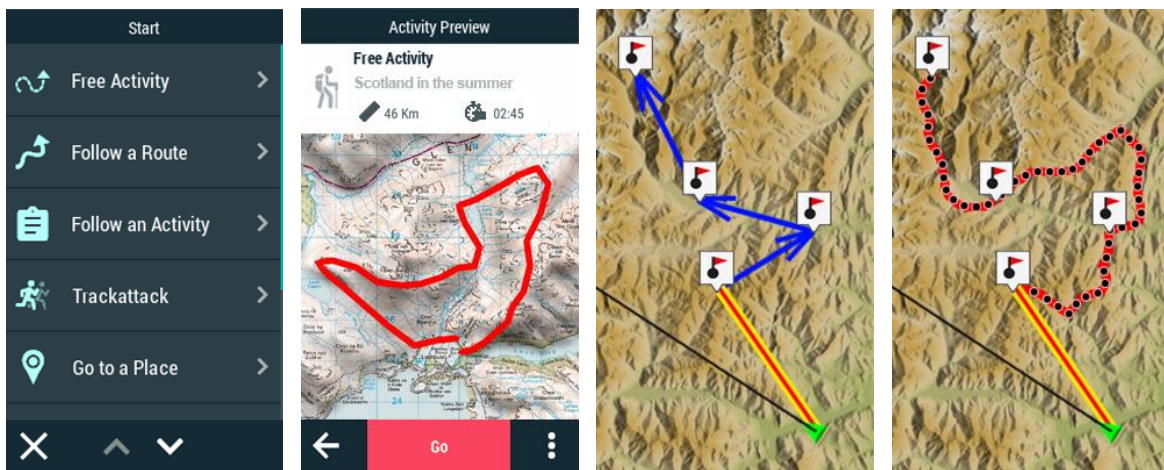 Start
Free Activity
Follow a Route
Follow an Activity
Trackattack
Go to a Place
Activity Preview
Free Activity
Scotland in the summer
46 Km 02:45
G L E N
24
Go